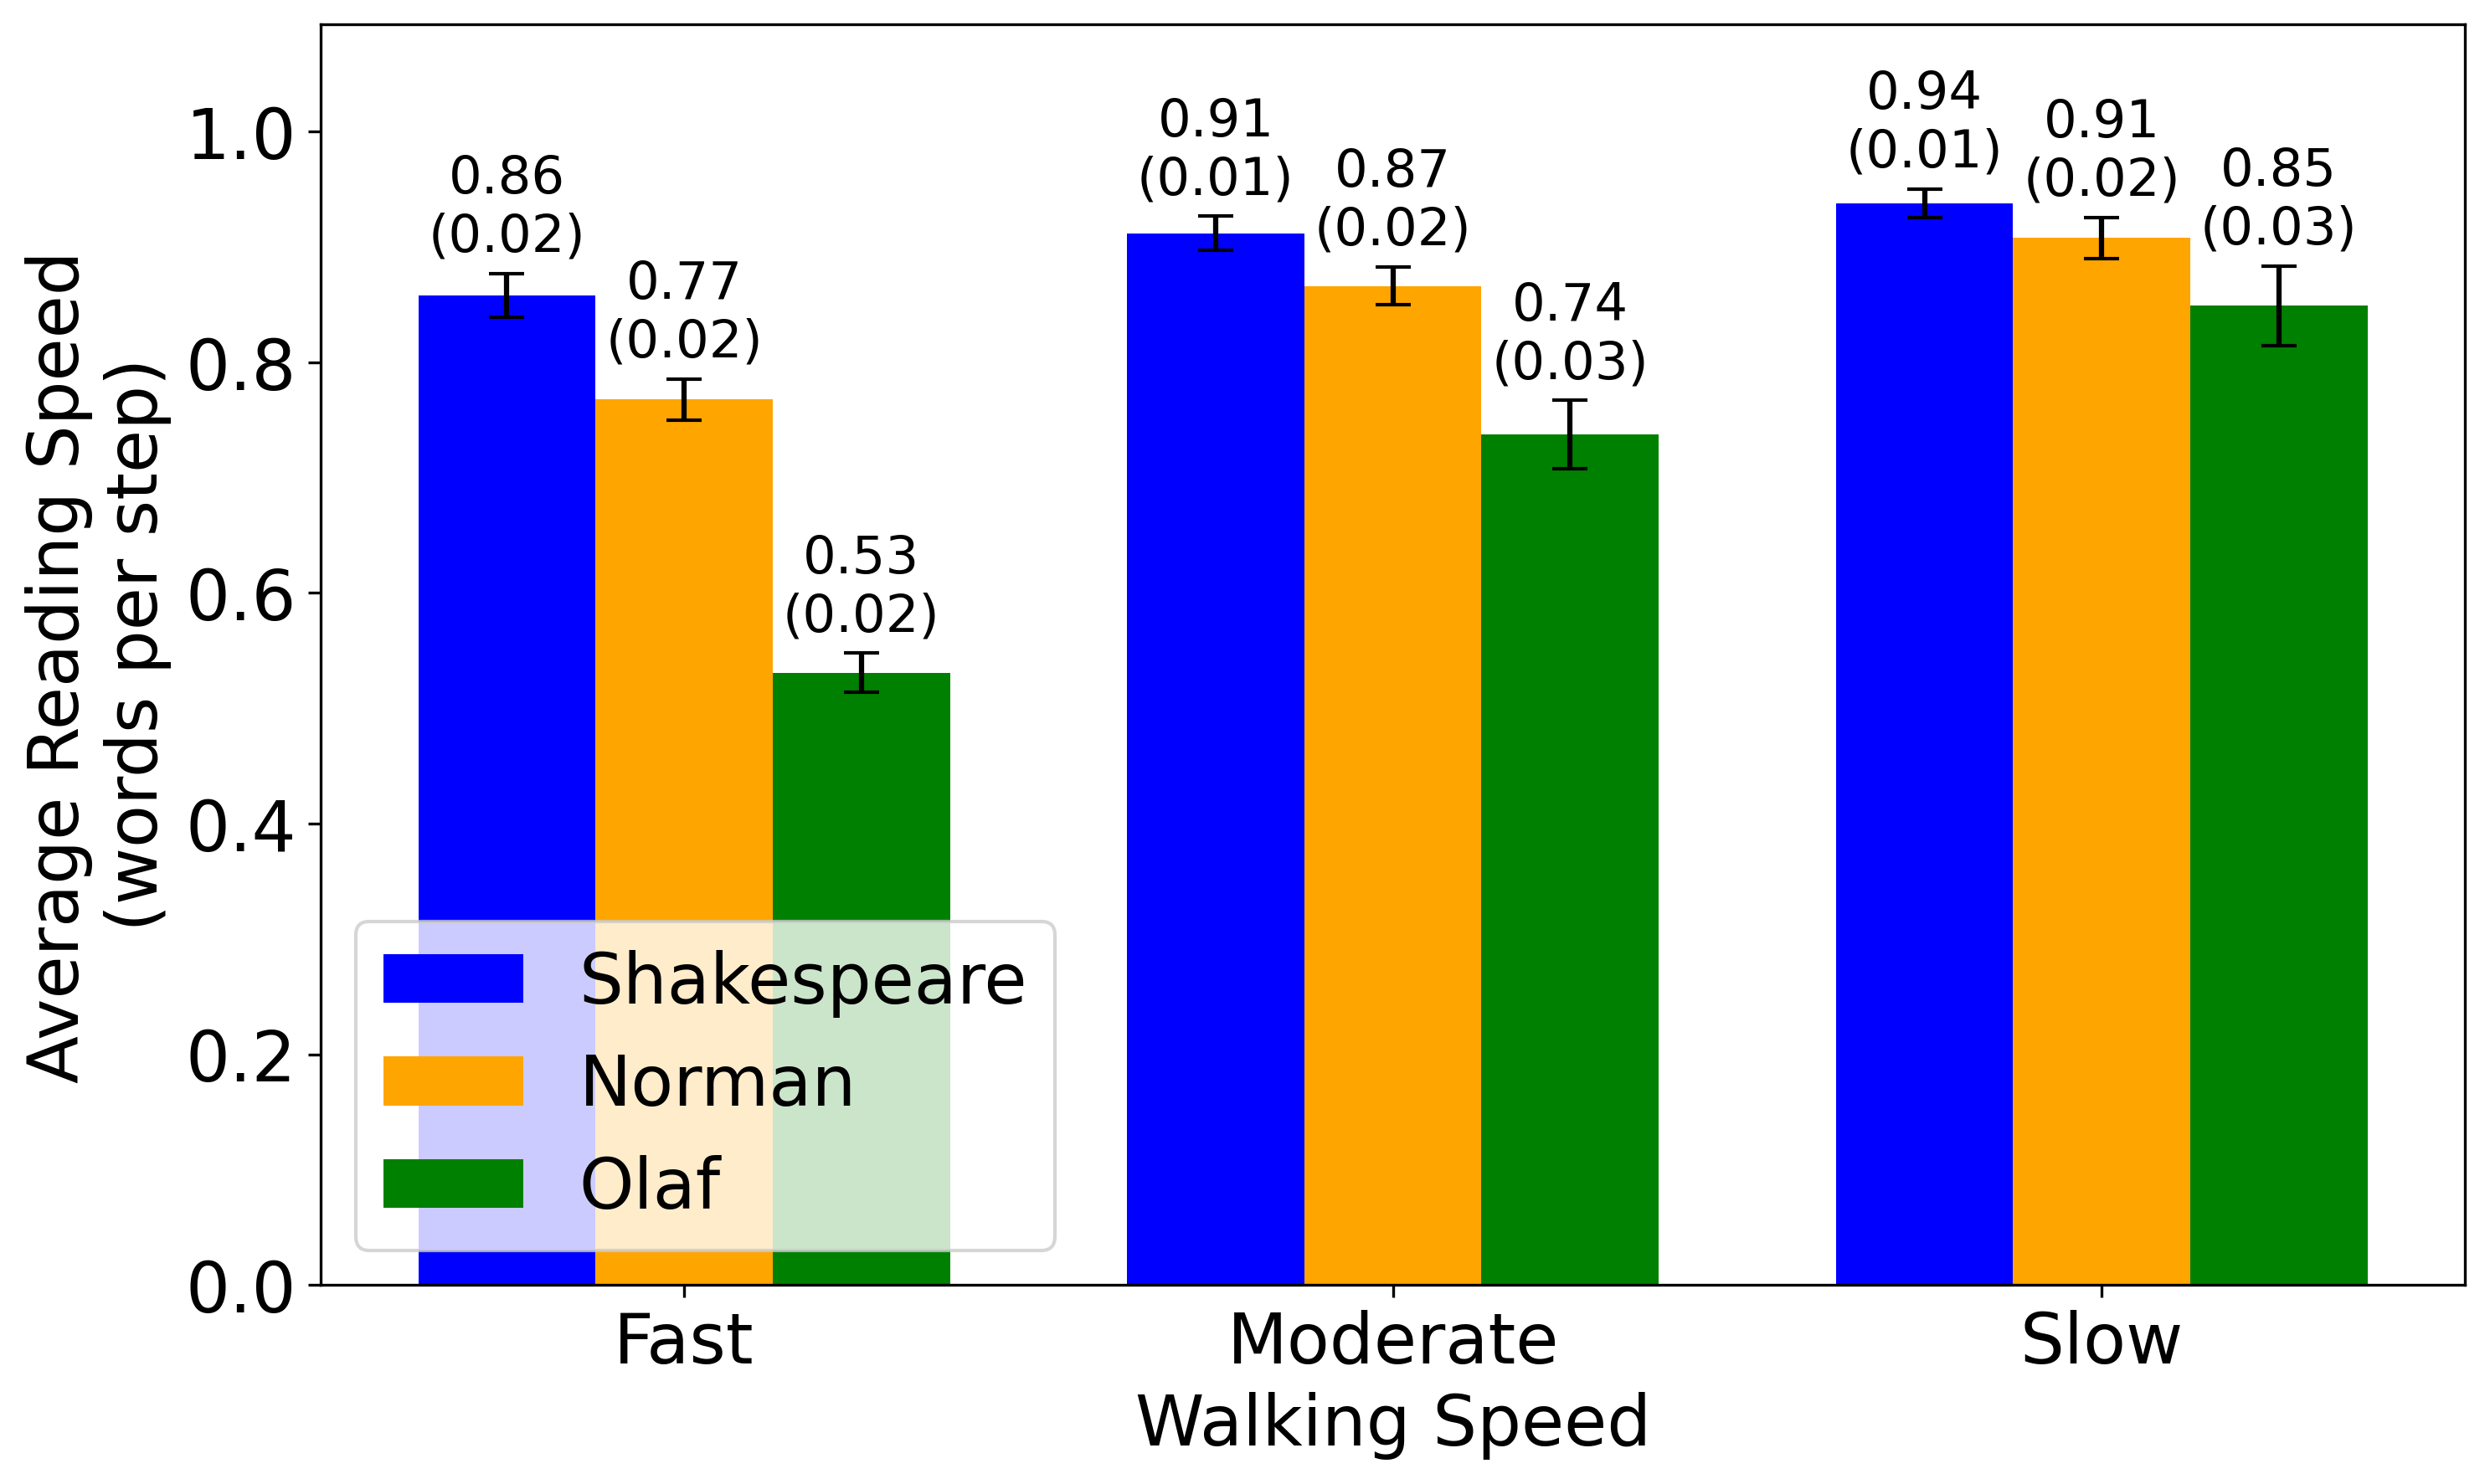 Average Reading Speed
(words per step)
1.0
0.8
0.6
0.4
0.2
0.0
0.86
(0.02)
0.77
(0.02)
0.53
(0.02)
0.91
(0.01)
0.87
(0.02)
0.74
(0.03)
0.94
(0.01)
0.91
(0.02)
0.85
(0.03)
Shakespeare
Norman
Olaf
Fast
Moderate
Slow
Walking Speed